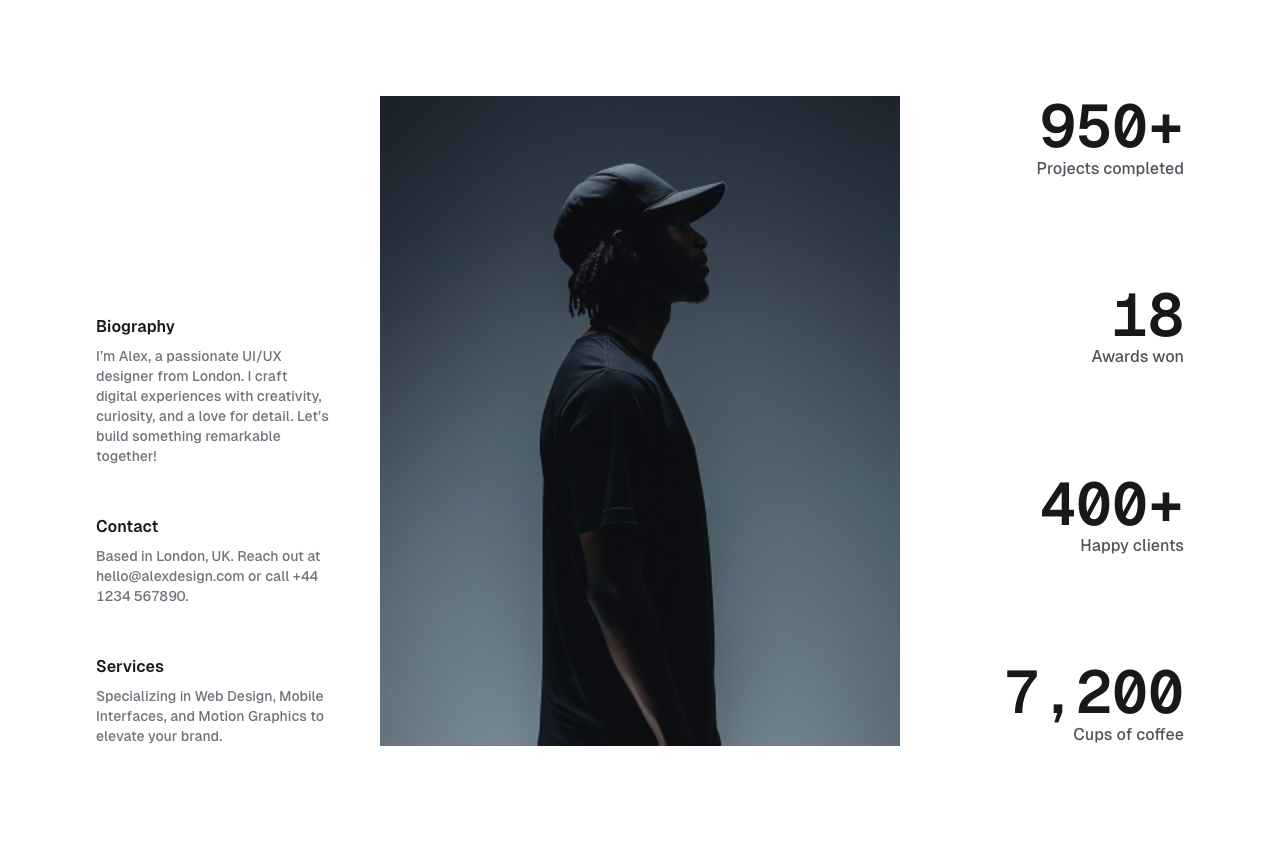 Biography
I'm Alex, a passionate UI/UX
designer from London. I craft
digital experiences with creativity,
curiosity, and a love for detail. Let's
build something remarkable
together!
Contact
Based in London, UK. Reach out at
hello@alexdesign.com or call +44
1234 567890.
Services
Specializing in Web Design, Mobile
Interfaces, and Motion Graphics to
elevate your brand.
950+
Projects completed
18
Awards won
400+
Happy clients
7,200
Cups of coffee